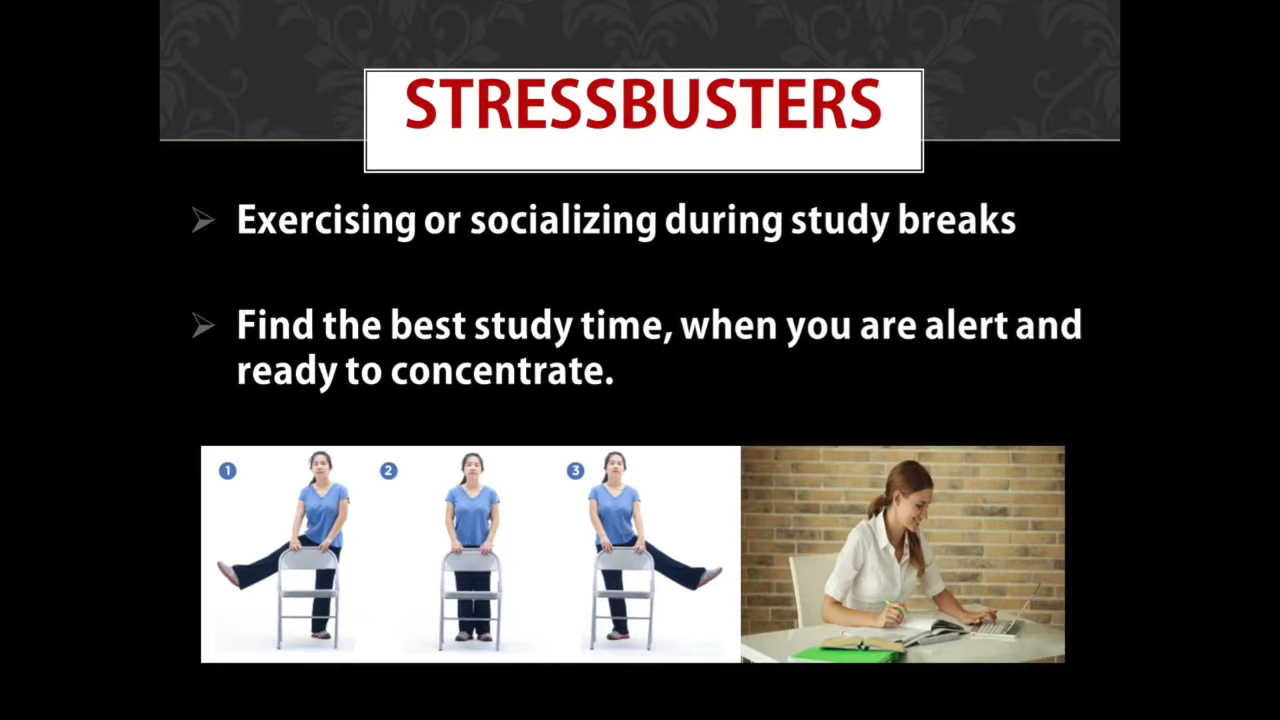 STRESSBUSTERS
Exercising or socializing during study breaks
Find the best study time, when you are alert and
ready to concentrate.
1 2 3